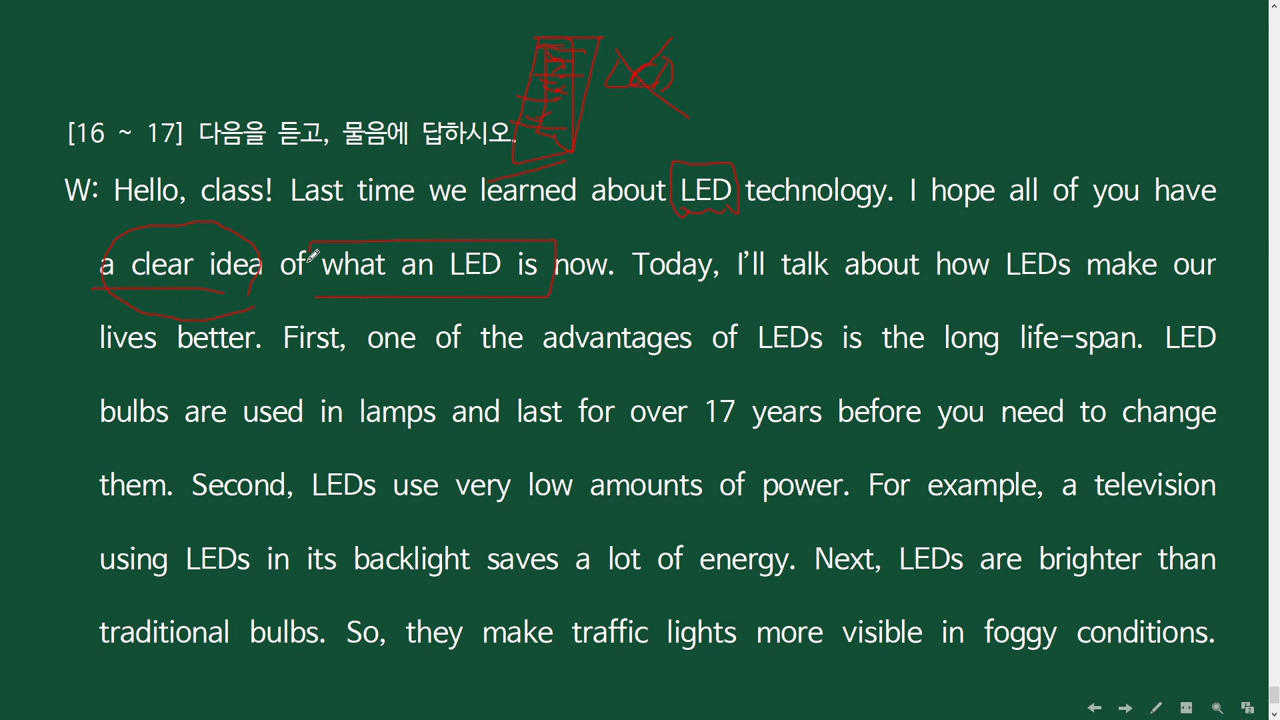 [16 ~ 17] 다음을 듣고, 물음에 답하시오.
W: Hello, class! Last time we learned about LED technology. I hope all of you have
a clear idea of what an LED is now. Today, I'll talk about how LEDs make our
lives better. First, one of the advantages of LEDs is the long life-span. LED
bulbs are used in lamps and last for over 17 years before you need to change
them. Second, LEDs use very low amounts of power. For example, a television
using LEDs in its backlight saves a lot of energy. Next, LEDs are brighter than
traditional bulbs. So, they make traffic lights more visible in foggy conditions.